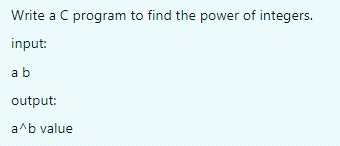 Write a C program to find the power of integers.
input:
a b
output:
a^b value